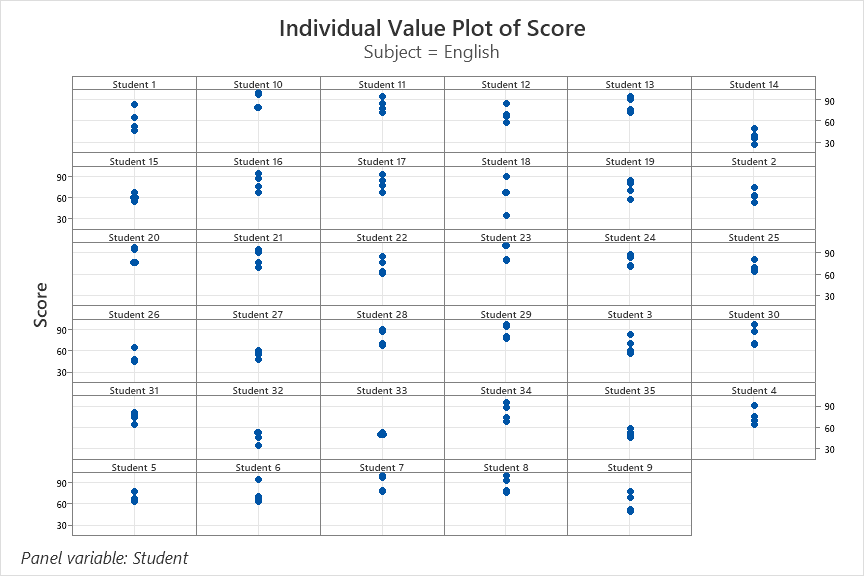 Individual Value Plot of Score
Subject = English
Student 1 Student 10 Student 11 Student 12 Student 13 Student 14
90
60
30
Student 15 Student 16 Student 17 Student 18 Student 19 Student 2
90
60
30
Student 20 Student 21 Student 22 Student 23 Student 24 Student 25
90
60
30
Score
Student 26 Student 27 Student 28 Student 29 Student 3 Student 30
90
60
30
Student 31 Student 32 Student 33 Student 34 Student 35 Student 4
90
60
30
Student 5 Student 6 Student 7 Student 8 Student 9
90
60
30
Panel variable: Student